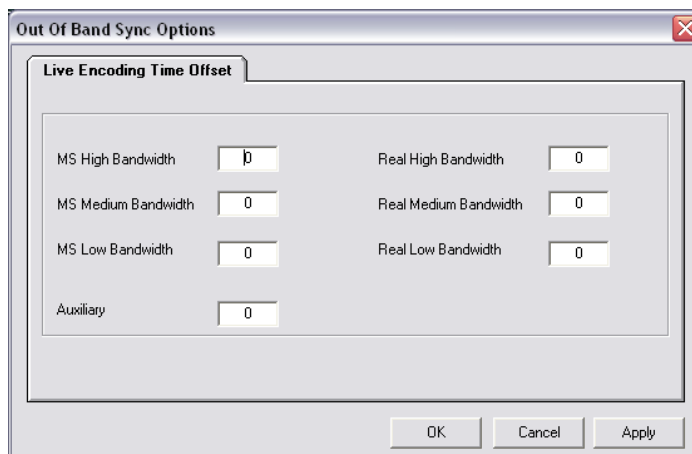 Out Of Band Sync Options
Live Encoding Time Offset
MS High Bandwidth 0 Real High Bandwidth 0
MS Medium Bandwidth 0 Real Medium Bandwidth 0
MS Low Bandwidth 0 Real Low Bandwidth 0
Auxiliary 0
OK Cancel Apply